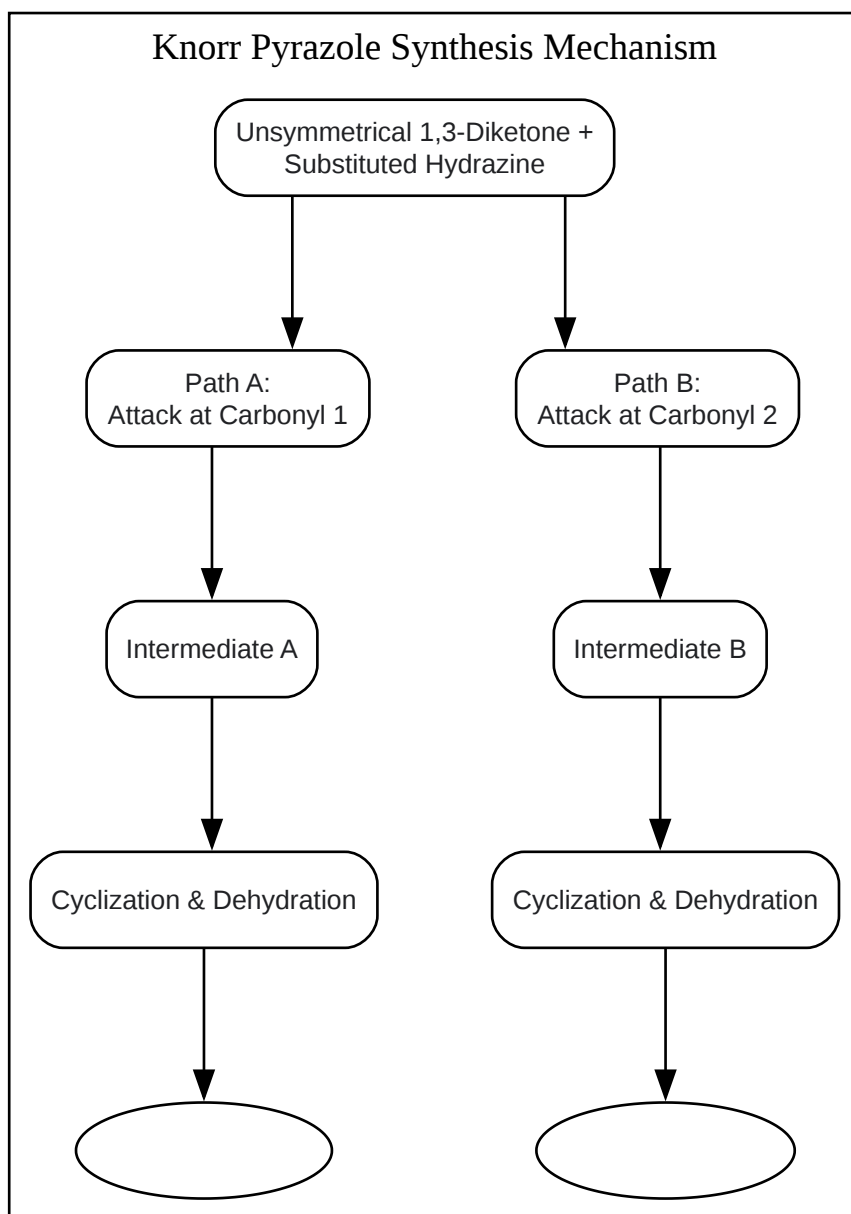 Knorr Pyrazole Synthesis Mechanism
Unsymmetrical 1,3-Diketone +
Substituted Hydrazine
Path A:
Attack at Carbonyl 1
Path B:
Attack at Carbonyl 2
Intermediate A
Intermediate B
Cyclization & Dehydration
Cyclization & Dehydration